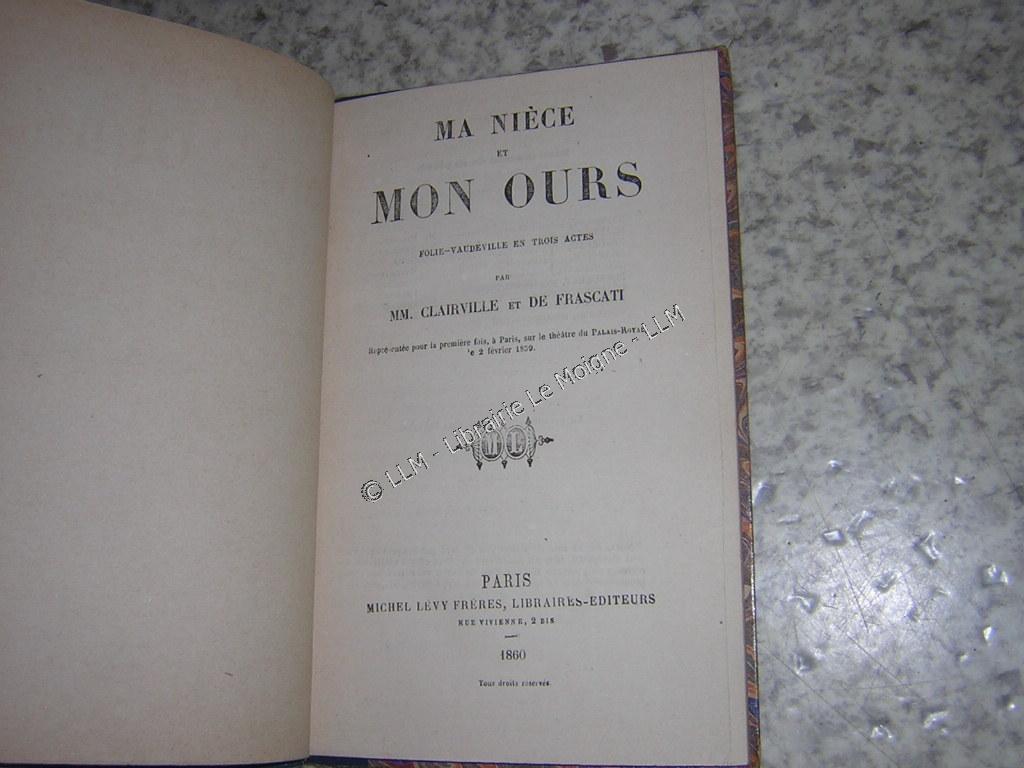 MA NIÈCE
ET
MON OURS
FOLIE-VAUDEVILLE EN TROIS ACTES
PAR
MM. CLAIRVILLE ET DE FRASCATI
Représentée pour la première fois, à Paris, sur le théâtre du PALAIS-ROYAL
le 2 février 1859.
© LLM - Librairie Le Moigne - LLM
PARIS
MICHEL LÉVY FRÈRES, LIBRAIRES-EDITEURS
RUE VIVIENNE, 2 BIS
1860
Tous droits réservés.